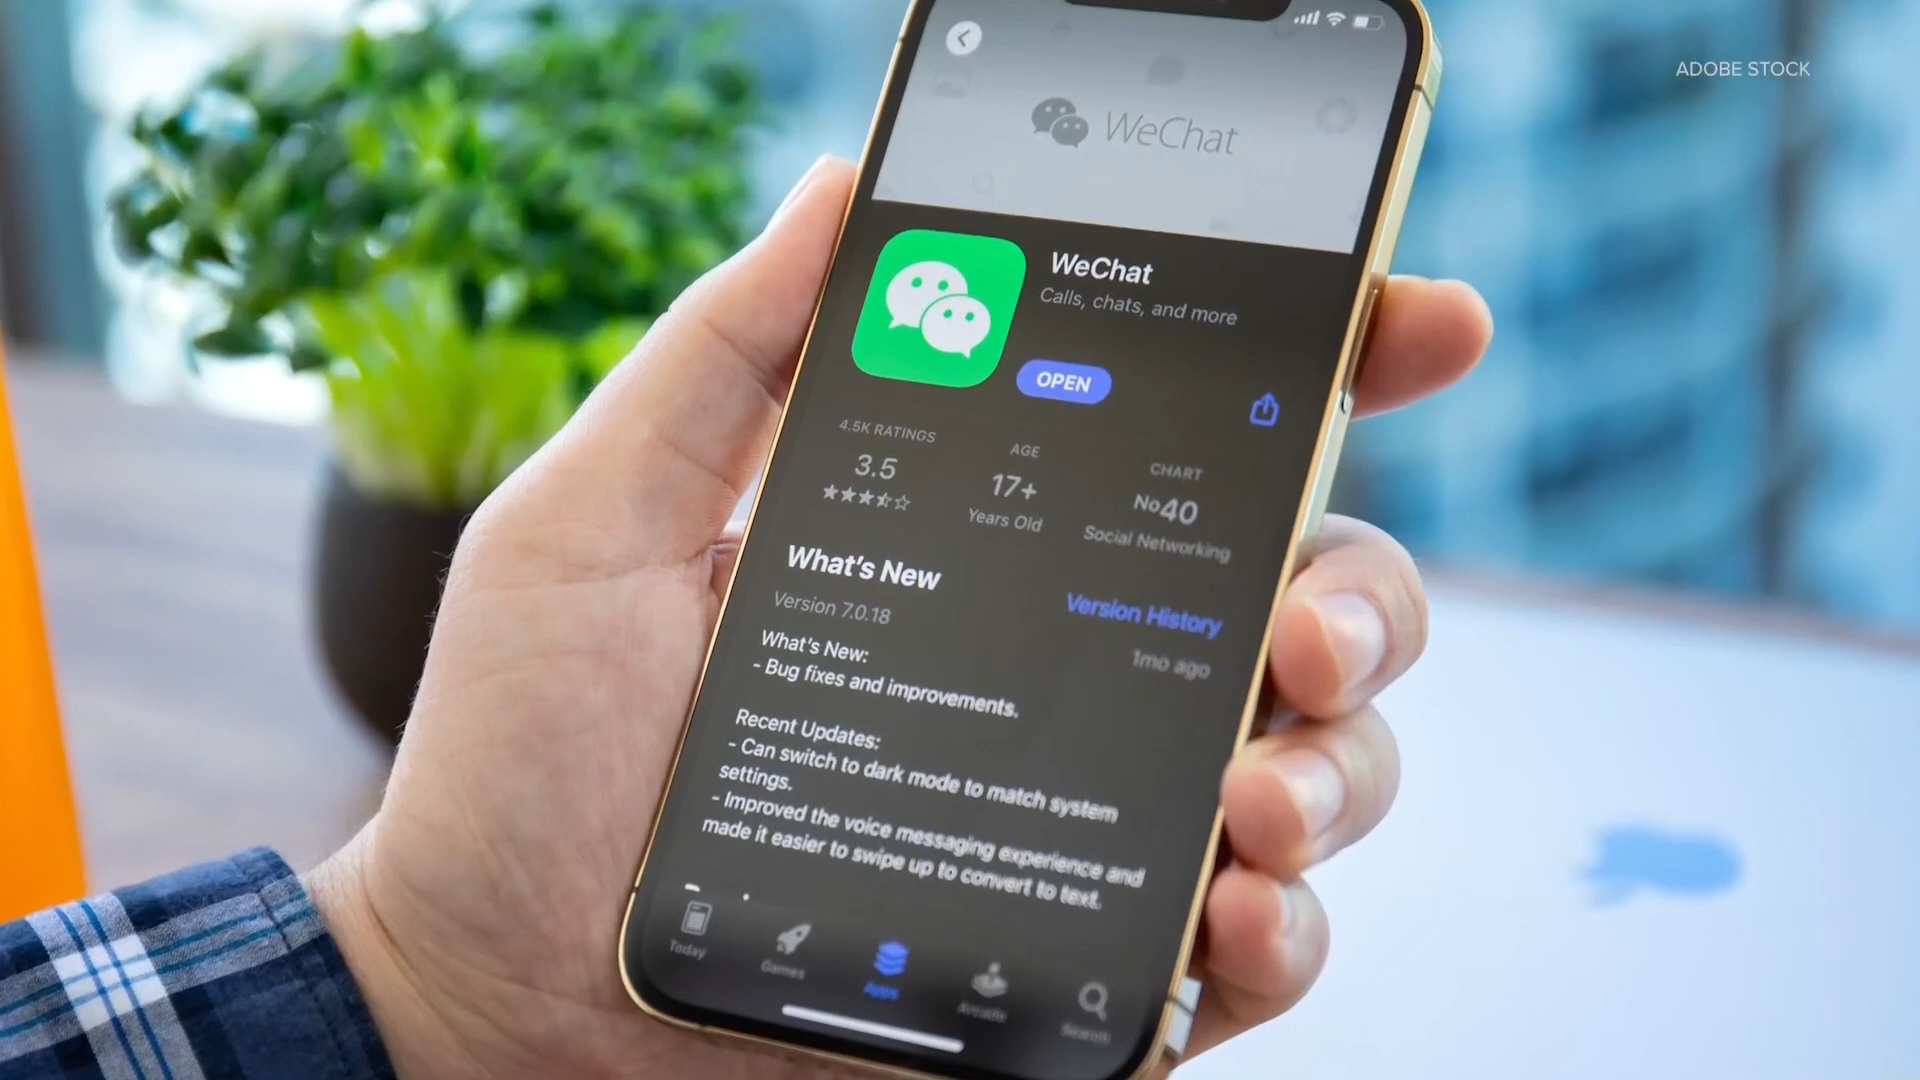 ADOBE STOCK
WeChat
WeChat
Calls, chats, and more
OPEN
4.5K RATINGS
3.5
AGE
17+
Years Old
CHART
No40
Social Networking
What's New
Version History
Version 7.0.18
1mo ago
What's New:
- Bug fixes and improvements.
Recent Updates:
- Can switch to dark mode to match system
settings.
- Improved the voice messaging experience and
made it easier to swipe up to convert to text.
Today
Games
Apps
Arcade
Search